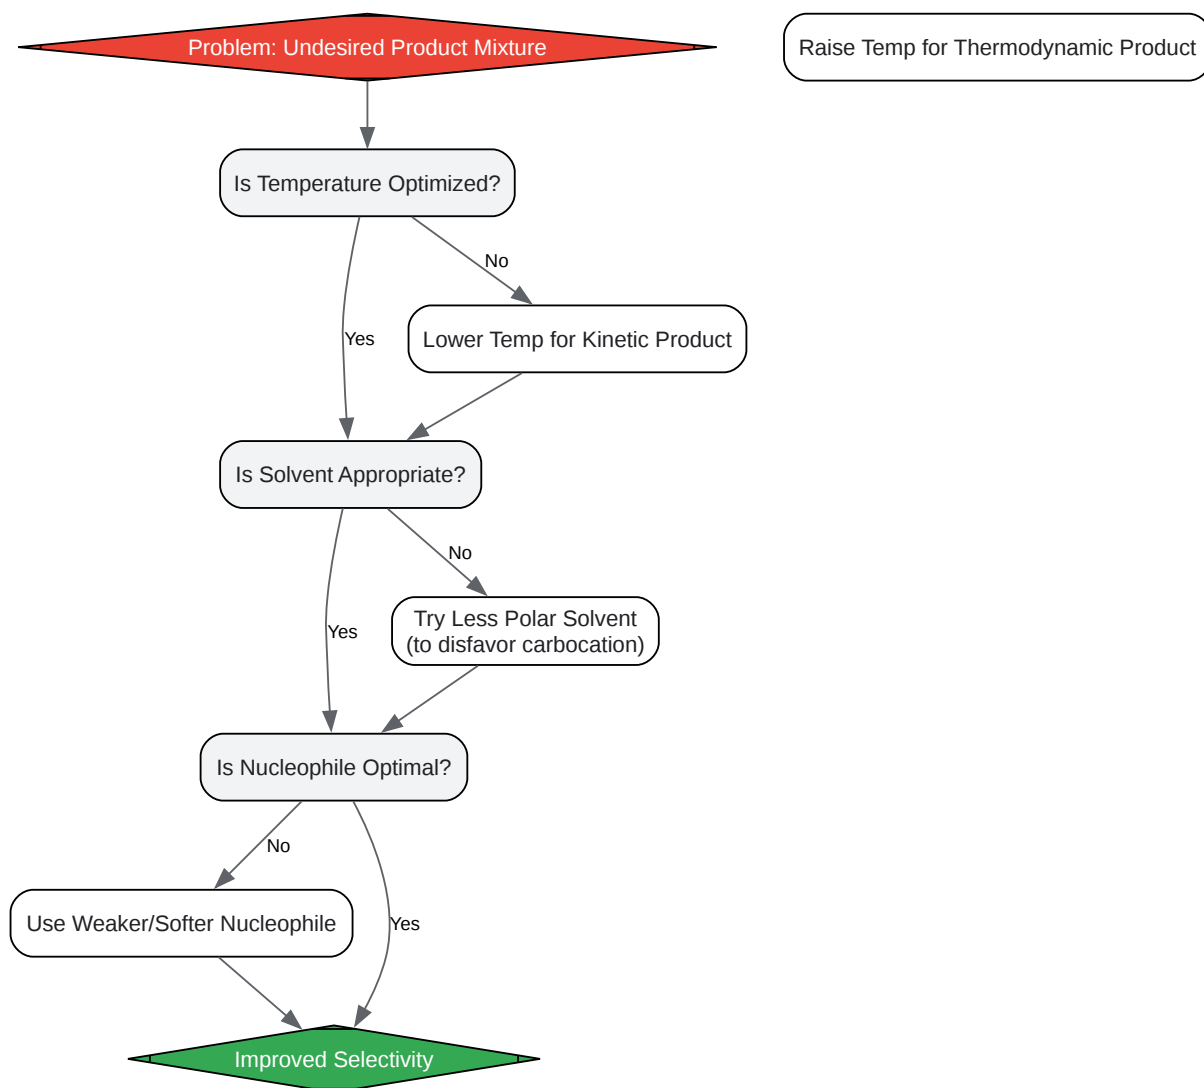 Problem: Undesired Product Mixture
Raise Temp for Thermodynamic Product
Is Temperature Optimized?
No
Yes
Lower Temp for Kinetic Product
Is Solvent Appropriate?
No
Yes
Try Less Polar Solvent
(to disfavor carbocation)
Is Nucleophile Optimal?
No
Yes
Use Weaker/Softer Nucleophile
Improved Selectivity